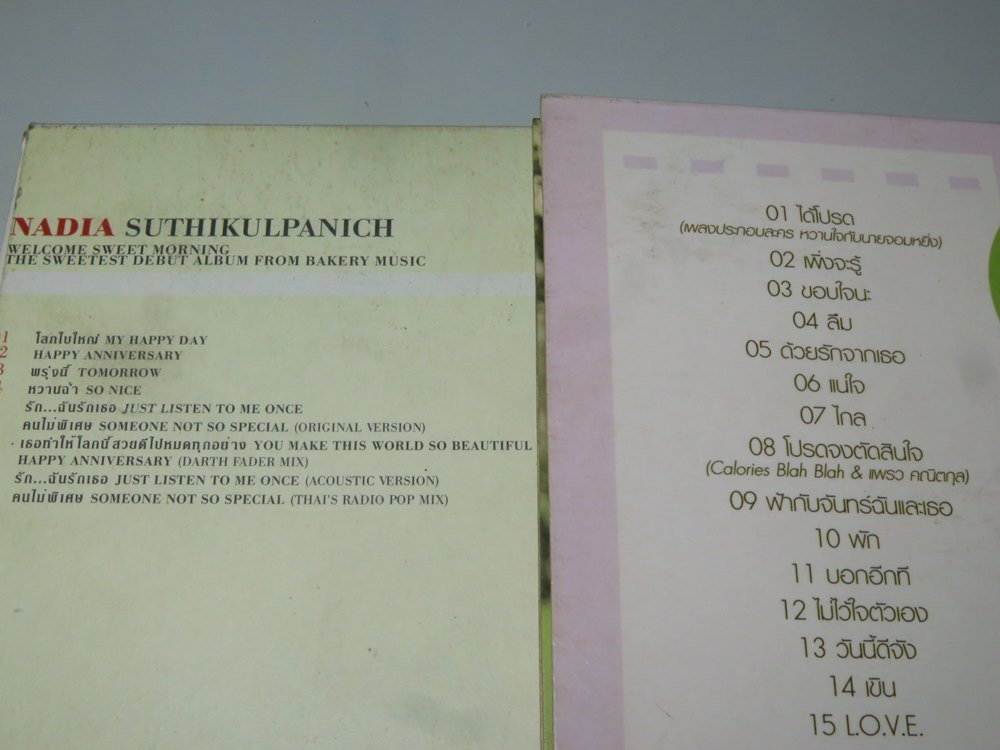 NADIA SUTHIKULPANICH
WELCOME SWEET MORNING
THE SWEETEST DEBUT ALBUM FROM BAKERY MUSIC
โลกใบใหญ่ MY HAPPY DAY
HAPPY ANNIVERSARY
พรุ่งนี้ TOMORROW
หวานฉ่ำ SO NICE
รัก...ฉันรักเธอ JUST LISTEN TO ME ONCE
คนไม่พิเศษ SOMEONE NOT SO SPECIAL (ORIGINAL VERSION)
เธอทำให้โลกนี้สวยดีไปหมดทุกอย่าง YOU MAKE THIS WORLD SO BEAUTIFUL
HAPPY ANNIVERSARY (DARTH FADER MIX)
รัก...ฉันรักเธอ JUST LISTEN TO ME ONCE (ACOUSTIC VERSION)
คนไม่พิเศษ SOMEONE NOT SO SPECIAL (THAI'S RADIO POP MIX)
01 ได้โปรด
(เพลงประกอบละคร หวานใจกับนายจอมหยิ่ง)
02 เพิ่งจะรู้
03 ขอบใจนะ
04 ลืม
05 ด้วยรักจากเธอ
06 แน่ใจ
07 ไกล
08 โปรดจงตัดสินใจ
(Calories Blah Blah & แพรว คณิตกุล)
09 ฟ้ากับจันทร์ฉันและเธอ
10 พัก
11 บอกอีกที
12 ไม่ไว้ใจตัวเอง
13 วันนี้ดีจัง
14 เขิน
15 L.O.V.E.